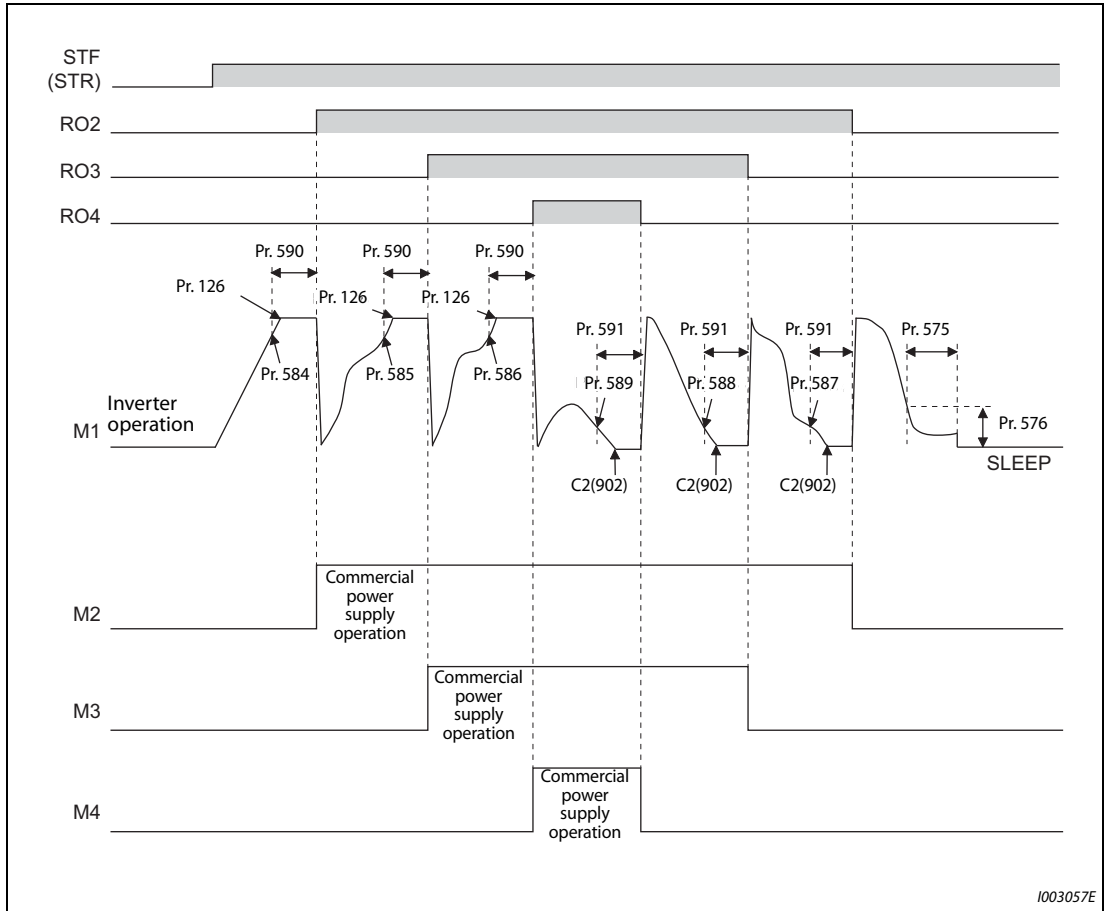 STF
(STR)
RO2
RO3
RO4
Pr. 590
Pr. 590
Pr. 590
Pr. 126
Pr. 126
Pr. 126
Pr. 591
Pr. 591
Pr. 591
Pr. 575
Pr. 584
Pr. 585
Pr. 586
Pr. 589
Pr. 588
Pr. 587
Pr. 576
Inverter
operation
M1
SLEEP
C2(902)
C2(902)
C2(902)
M2
Commercial
power
supply
operation
M3
Commercial
power
supply
operation
M4
Commercial
power
supply
operation
I003057E